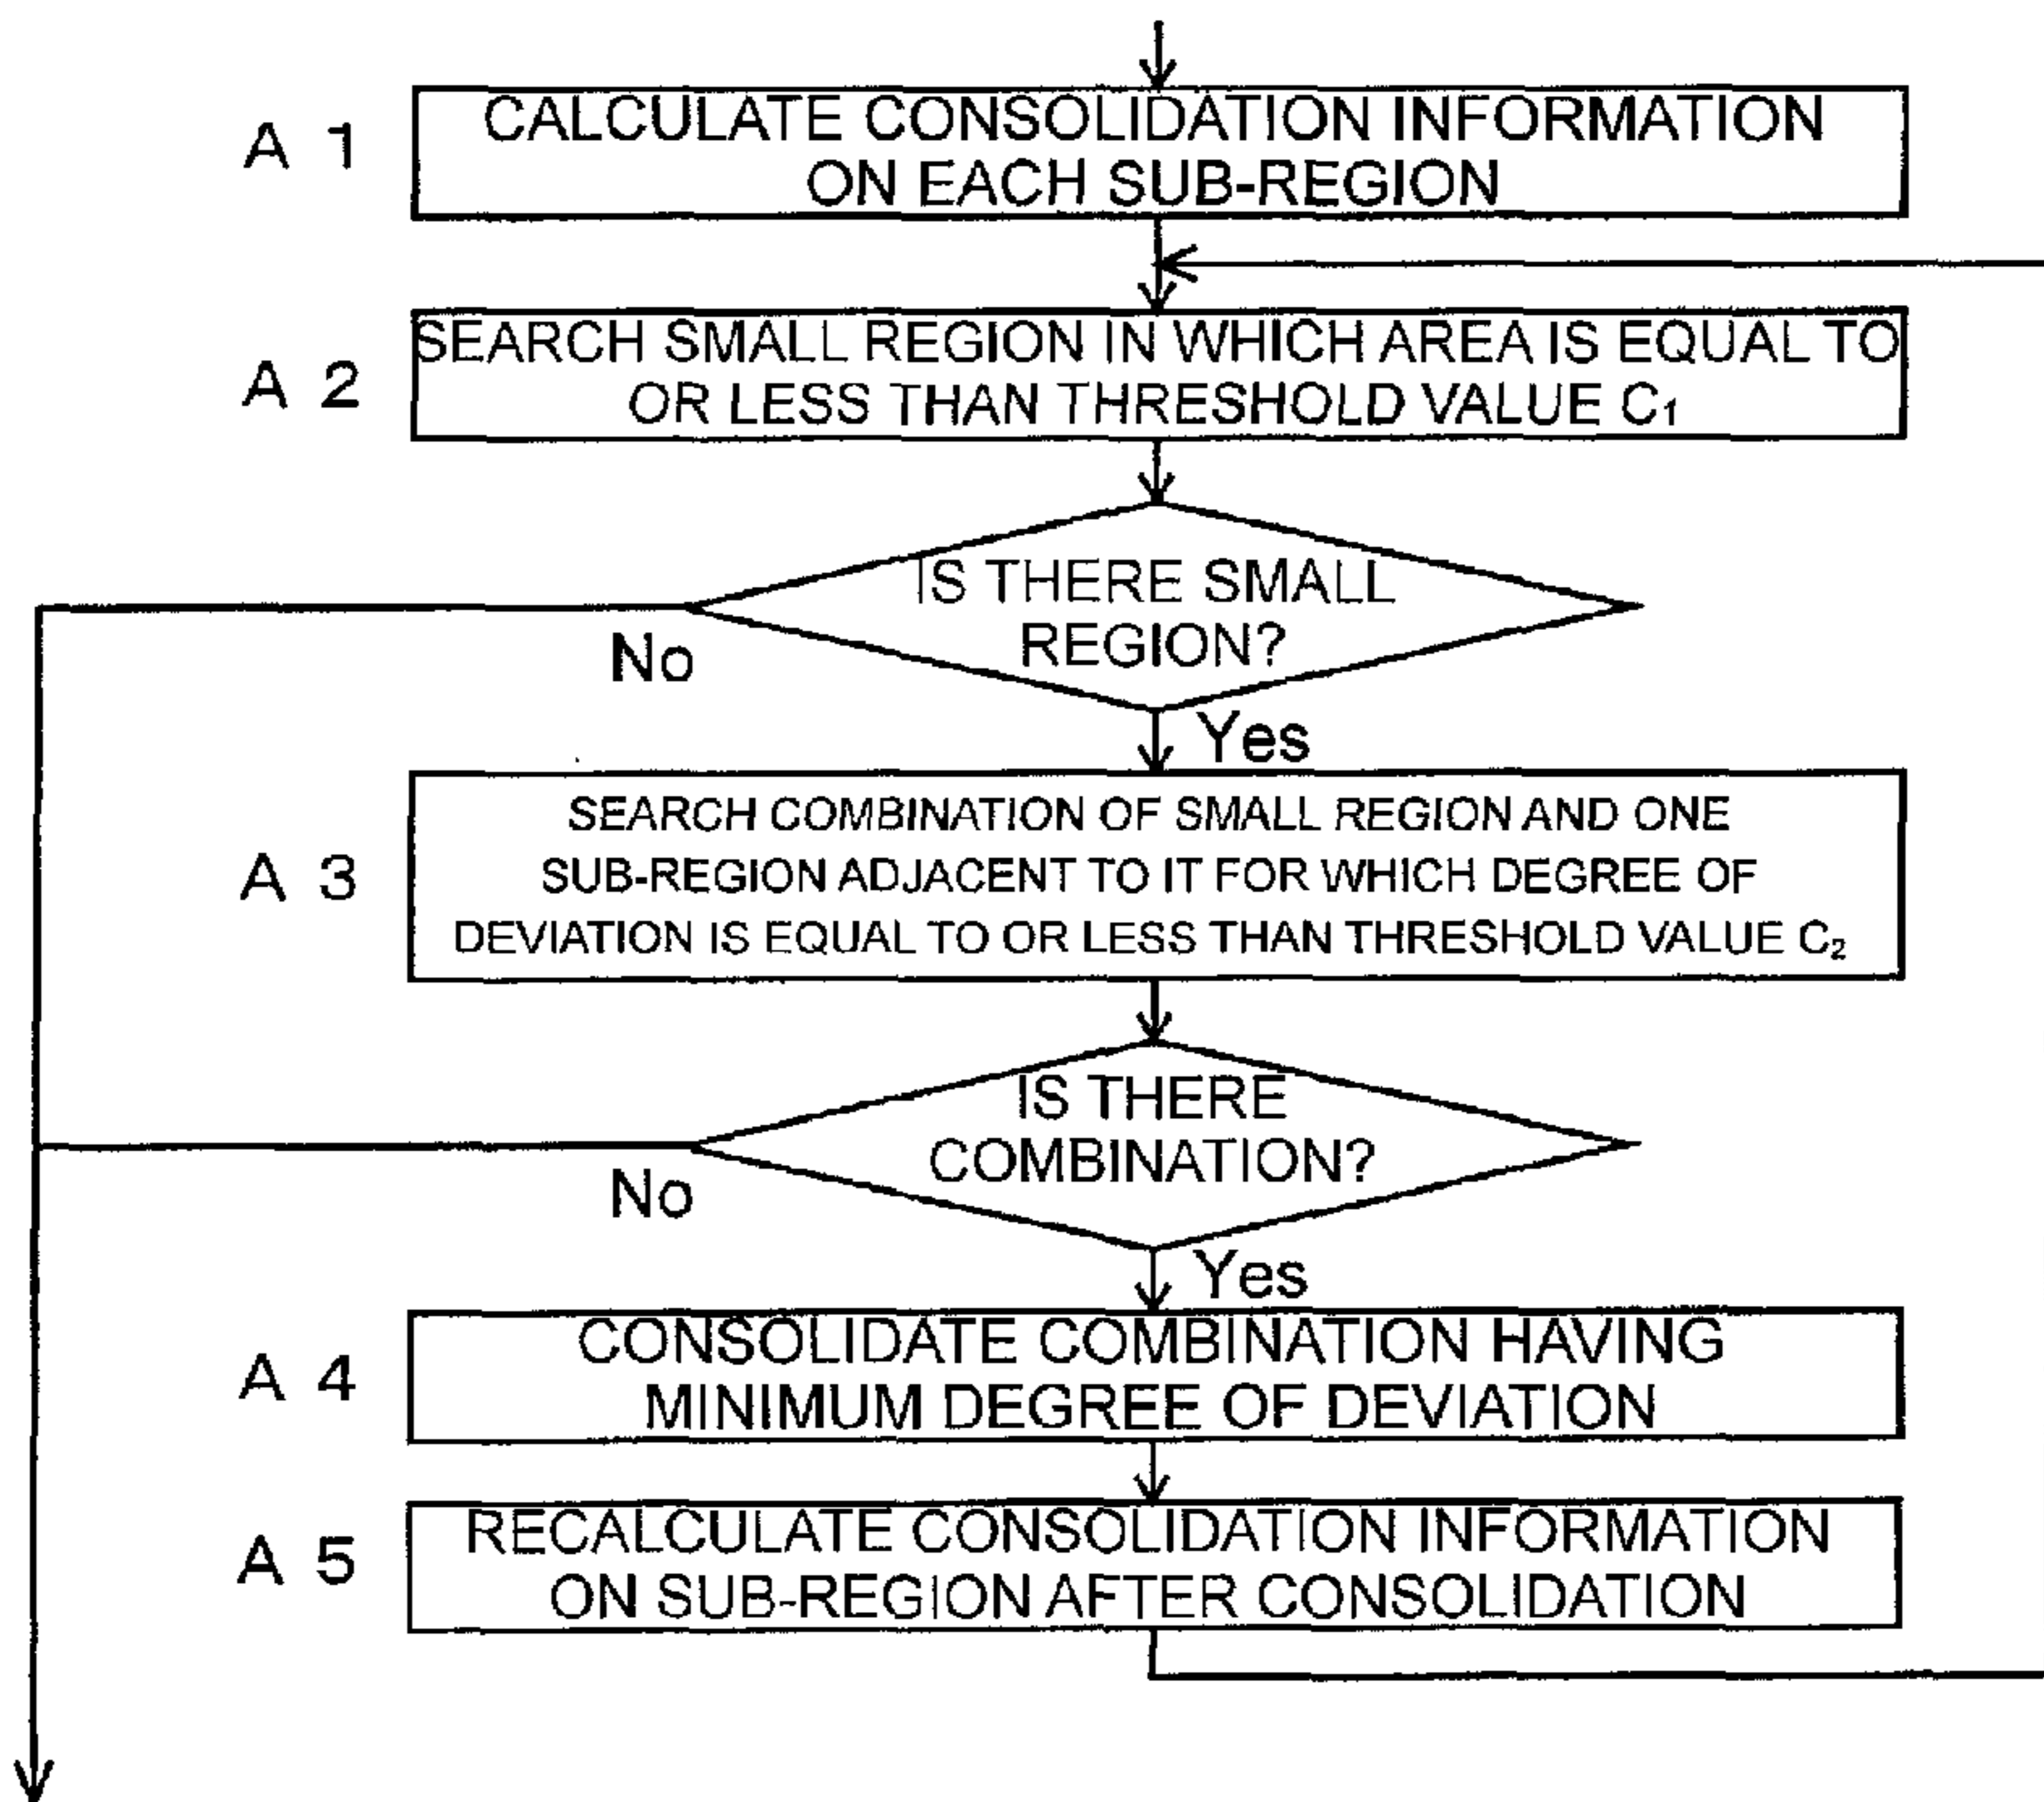 A 1
CALCULATE CONSOLIDATION INFORMATION
ON EACH SUB-REGION
A 2
SEARCH SMALL REGION IN WHICH AREA IS EQUAL TO
OR LESS THAN THRESHOLD VALUE C₁
IS THERE SMALL
REGION?
No
Yes
A 3
SEARCH COMBINATION OF SMALL REGION AND ONE
SUB-REGION ADJACENT TO IT FOR WHICH DEGREE OF
DEVIATION IS EQUAL TO OR LESS THAN THRESHOLD VALUE C₂
IS THERE
COMBINATION?
No
Yes
A 4
CONSOLIDATE COMBINATION HAVING
MINIMUM DEGREE OF DEVIATION
A 5
RECALCULATE CONSOLIDATION INFORMATION
ON SUB-REGION AFTER CONSOLIDATION